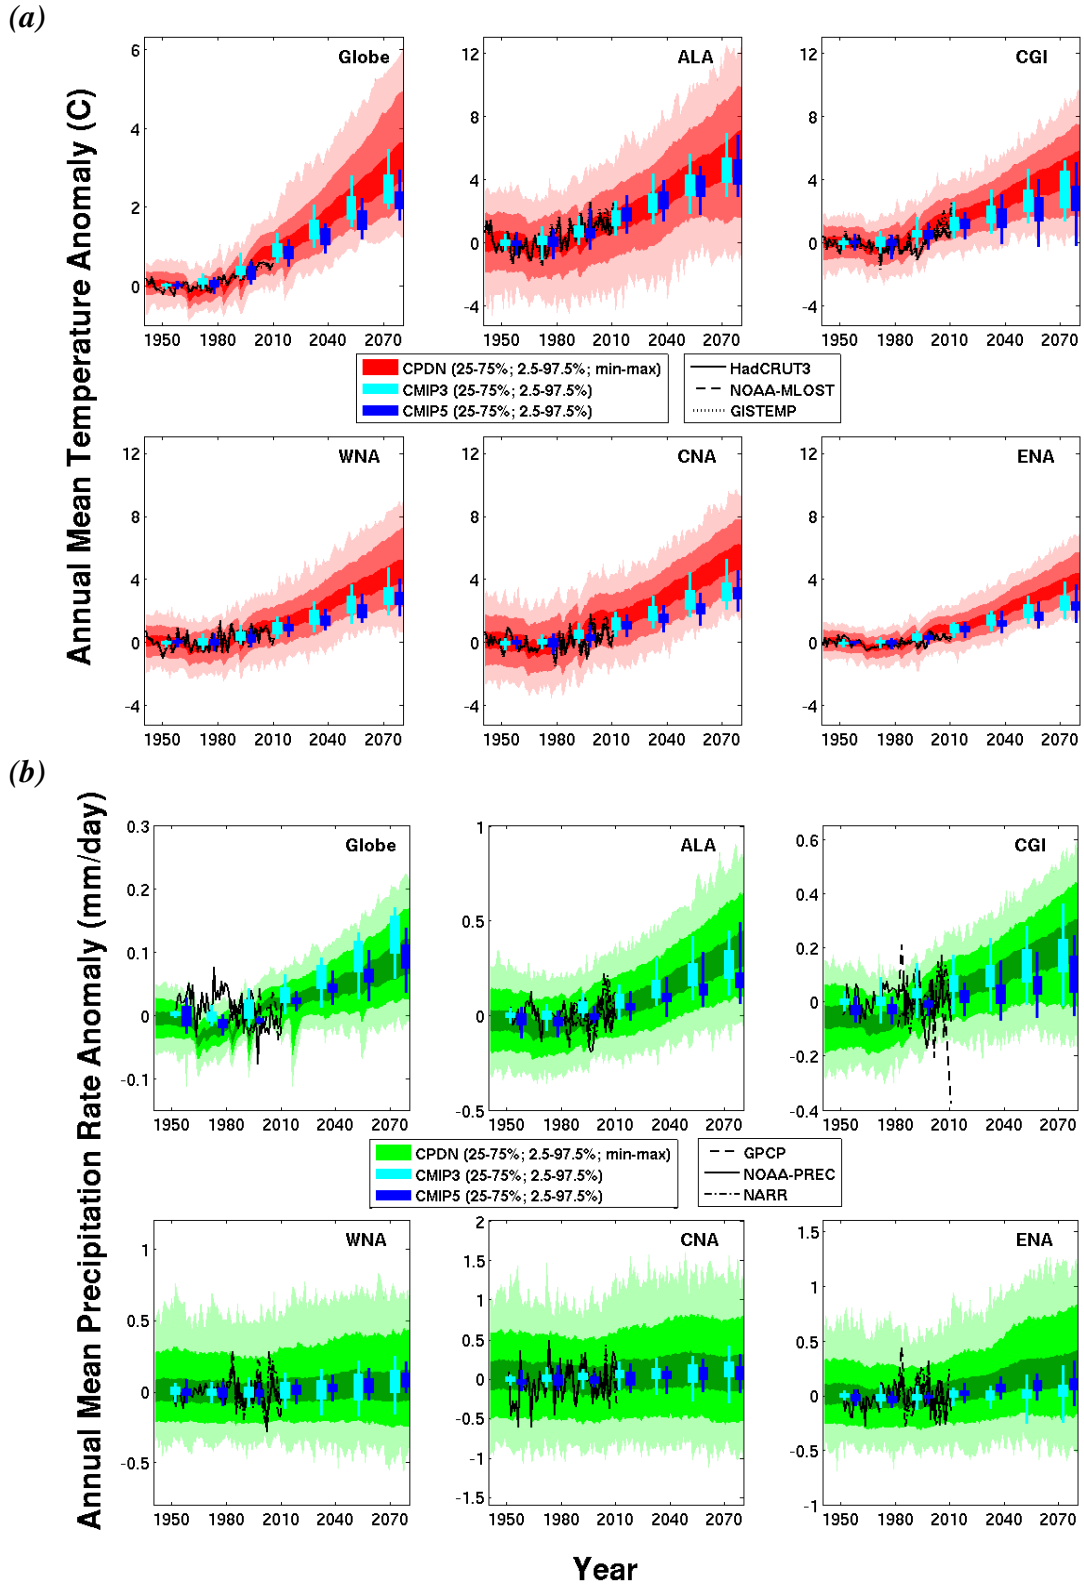 (a)
Annual Mean Temperature Anomaly (C)
Globe
6
4
2
0
1950 1980 2010 2040 2070
ALA
12
8
4
0
-4
1950 1980 2010 2040 2070
CGI
12
8
4
0
-4
1950 1980 2010 2040 2070
CPDN (25-75%; 2.5-97.5%; min-max)
CMIP3 (25-75%; 2.5-97.5%)
CMIP5 (25-75%; 2.5-97.5%)
HadCRUT3
NOAA-MLOST
GISTEMP
WNA
12
8
4
0
-4
1950 1980 2010 2040 2070
CNA
12
8
4
0
-4
1950 1980 2010 2040 2070
ENA
12
8
4
0
-4
1950 1980 2010 2040 2070
(b)
Annual Mean Precipitation Rate Anomaly (mm/day)
Globe
0.3
0.2
0.1
0
-0.1
1950 1980 2010 2040 2070
ALA
1
0.5
0
-0.5
1950 1980 2010 2040 2070
CGI
0.6
0.4
0.2
0
-0.2
-0.4
1950 1980 2010 2040 2070
CPDN (25-75%; 2.5-97.5%; min-max)
CMIP3 (25-75%; 2.5-97.5%)
CMIP5 (25-75%; 2.5-97.5%)
GPCP
NOAA-PREC
NARR
WNA
1
0.5
0
-0.5
1950 1980 2010 2040 2070
CNA
2
1.5
1
0.5
0
-0.5
-1
-1.5
1950 1980 2010 2040 2070
ENA
1.5
1
0.5
0
-0.5
-1
1950 1980 2010 2040 2070
Year